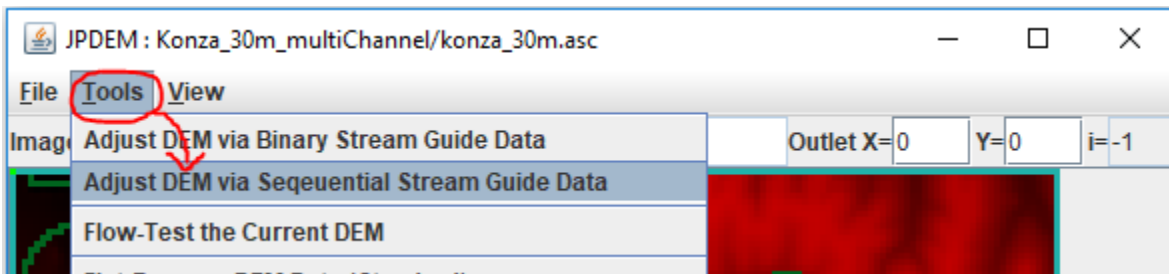 JPDEM : Konza_30m_multiChannel/konza_30m.asc
File Tools View
Imag Adjust DEM via Binary Stream Guide Data Outlet X= 0 Y= 0 i= -1
Adjust DEM via Seqeuential Stream Guide Data
Flow-Test the Current DEM